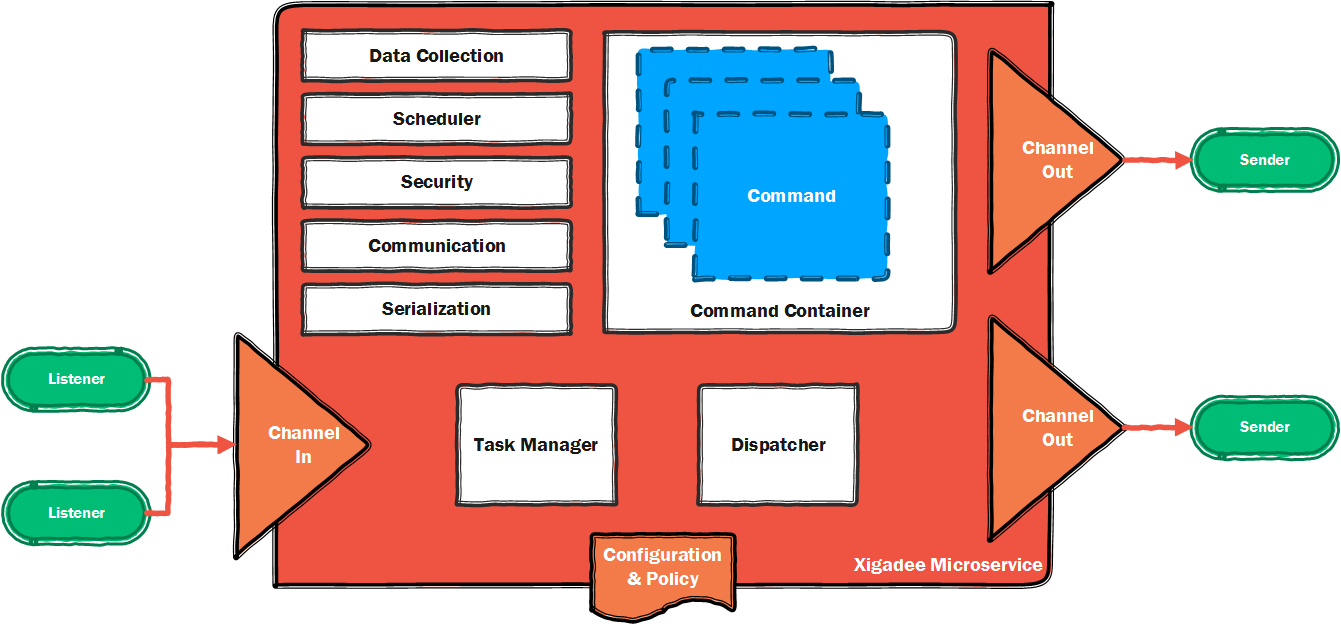 Data Collection
Scheduler
Security
Communication
Serialization
Command
Command Container
Channel
Out
Sender
Listener
Listener
Channel
In
Task Manager
Dispatcher
Channel
Out
Sender
Configuration
& Policy
Xigadee Microservice